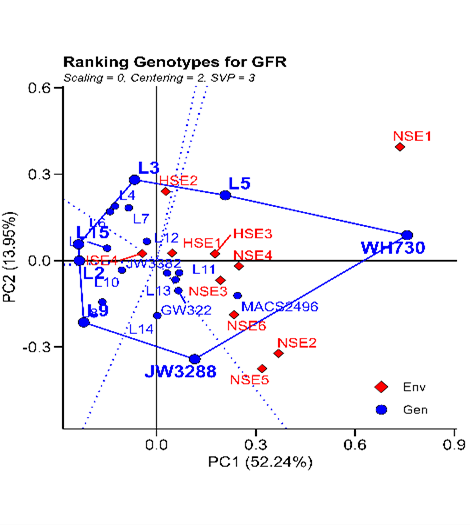 Ranking Genotypes for GFR
Scaling = 0. Centering = 2. SVP = 3
0.6
NSE1
0.3
L3
HSE2
L5
L4
L6
L7
L15
L12
HSE1
HSE3
WH730
NSE4
JW3382
0.0
L2
L10
L11
L13
NSE3
MACS2496
L9
L8
GW322
NSE6
L14
NSE2
-0.3
JW3288
NSE5
Env
Gen
0.0
0.3
0.6
0.9
PC1 (52.24%)
PC2 (13.95%)